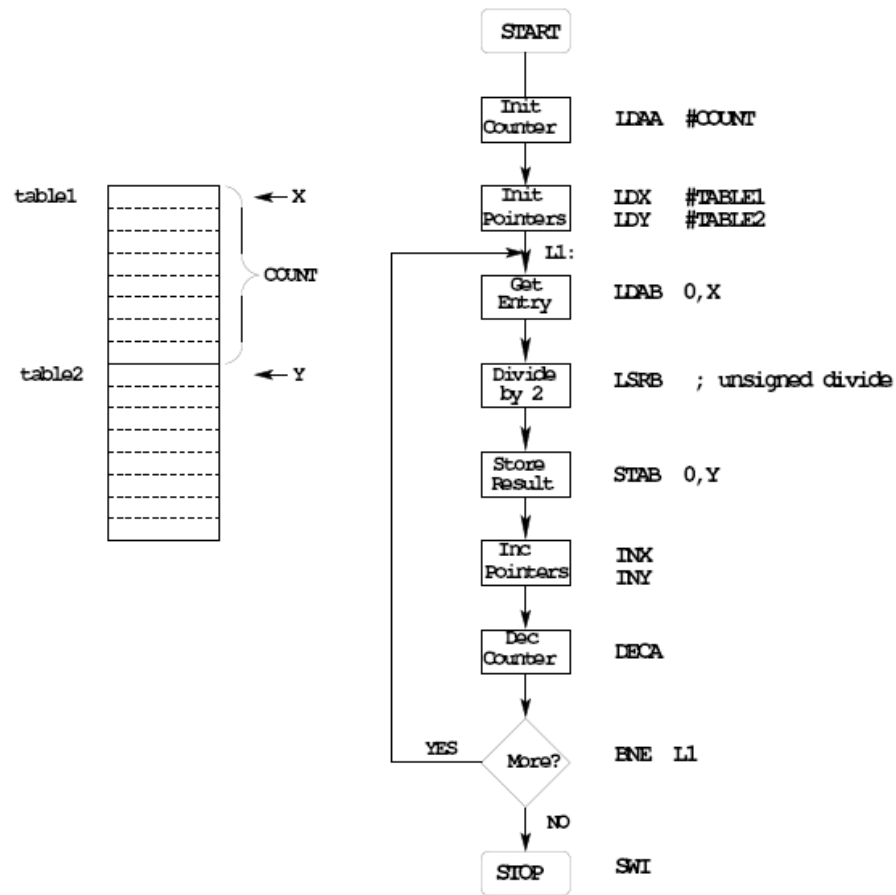 START
Init
Counter
LDAA #COUNT
table1
X
Init
Pointers
LDX #TABLE1
LDY #TABLE2
L1:
COUNT
Get
Entry
LDAB 0,X
table2
Y
Divide
by 2
LSRB ; unsigned divide
Store
Result
STAB 0,Y
Inc
Pointers
INX
INY
Dec
Counter
DECA
YES
More?
BNE L1
NO
STOP
SWI